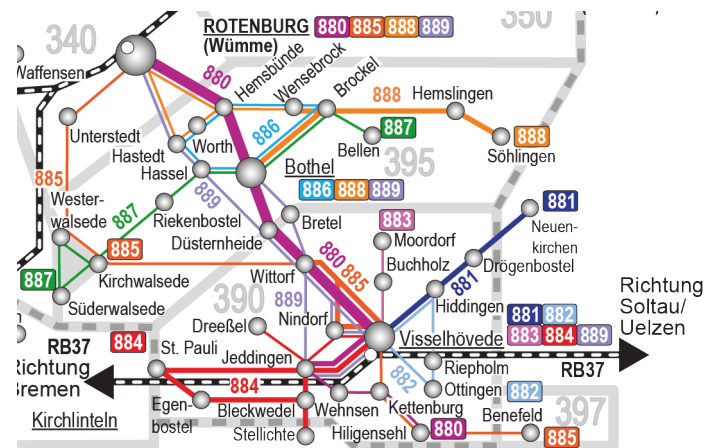 340
ROTENBURG 880 885 888 889
(Wümme)
350
Waffensen
880
Hemsbünde
Wensebrock
Brockel
888
Hemslingen
Unterstedt
Worth
886
887
888
Hastedt
Bellen
Söhlingen
Hassel
Bothel
395
885
889
886 888 889
Wester-
walsede
887
Riekenbostel
Bretel
883
881
Düsternheide
Moordorf
Neuen-
kirchen
885
880
885
Buchholz
Drögenbostel
887
Kirchwalsede
Wittorf
881
Süderwalsede
390
889
Hiddingen
Richtung
Soltau/
Uelzen
Dreeßel
Nindorf
881 882
883 884 889
Visselhövede
RB37
884
St. Pauli
Jeddingen
RB37
Richtung
Bremen
884
882
Riepholm
Ottingen 882
Kirchlinteln
Egen-
bostel
Bleckwedel
Wehnsen
Kettenburg
Benefeld
397
Stellichte
Hiligensehl
880
885